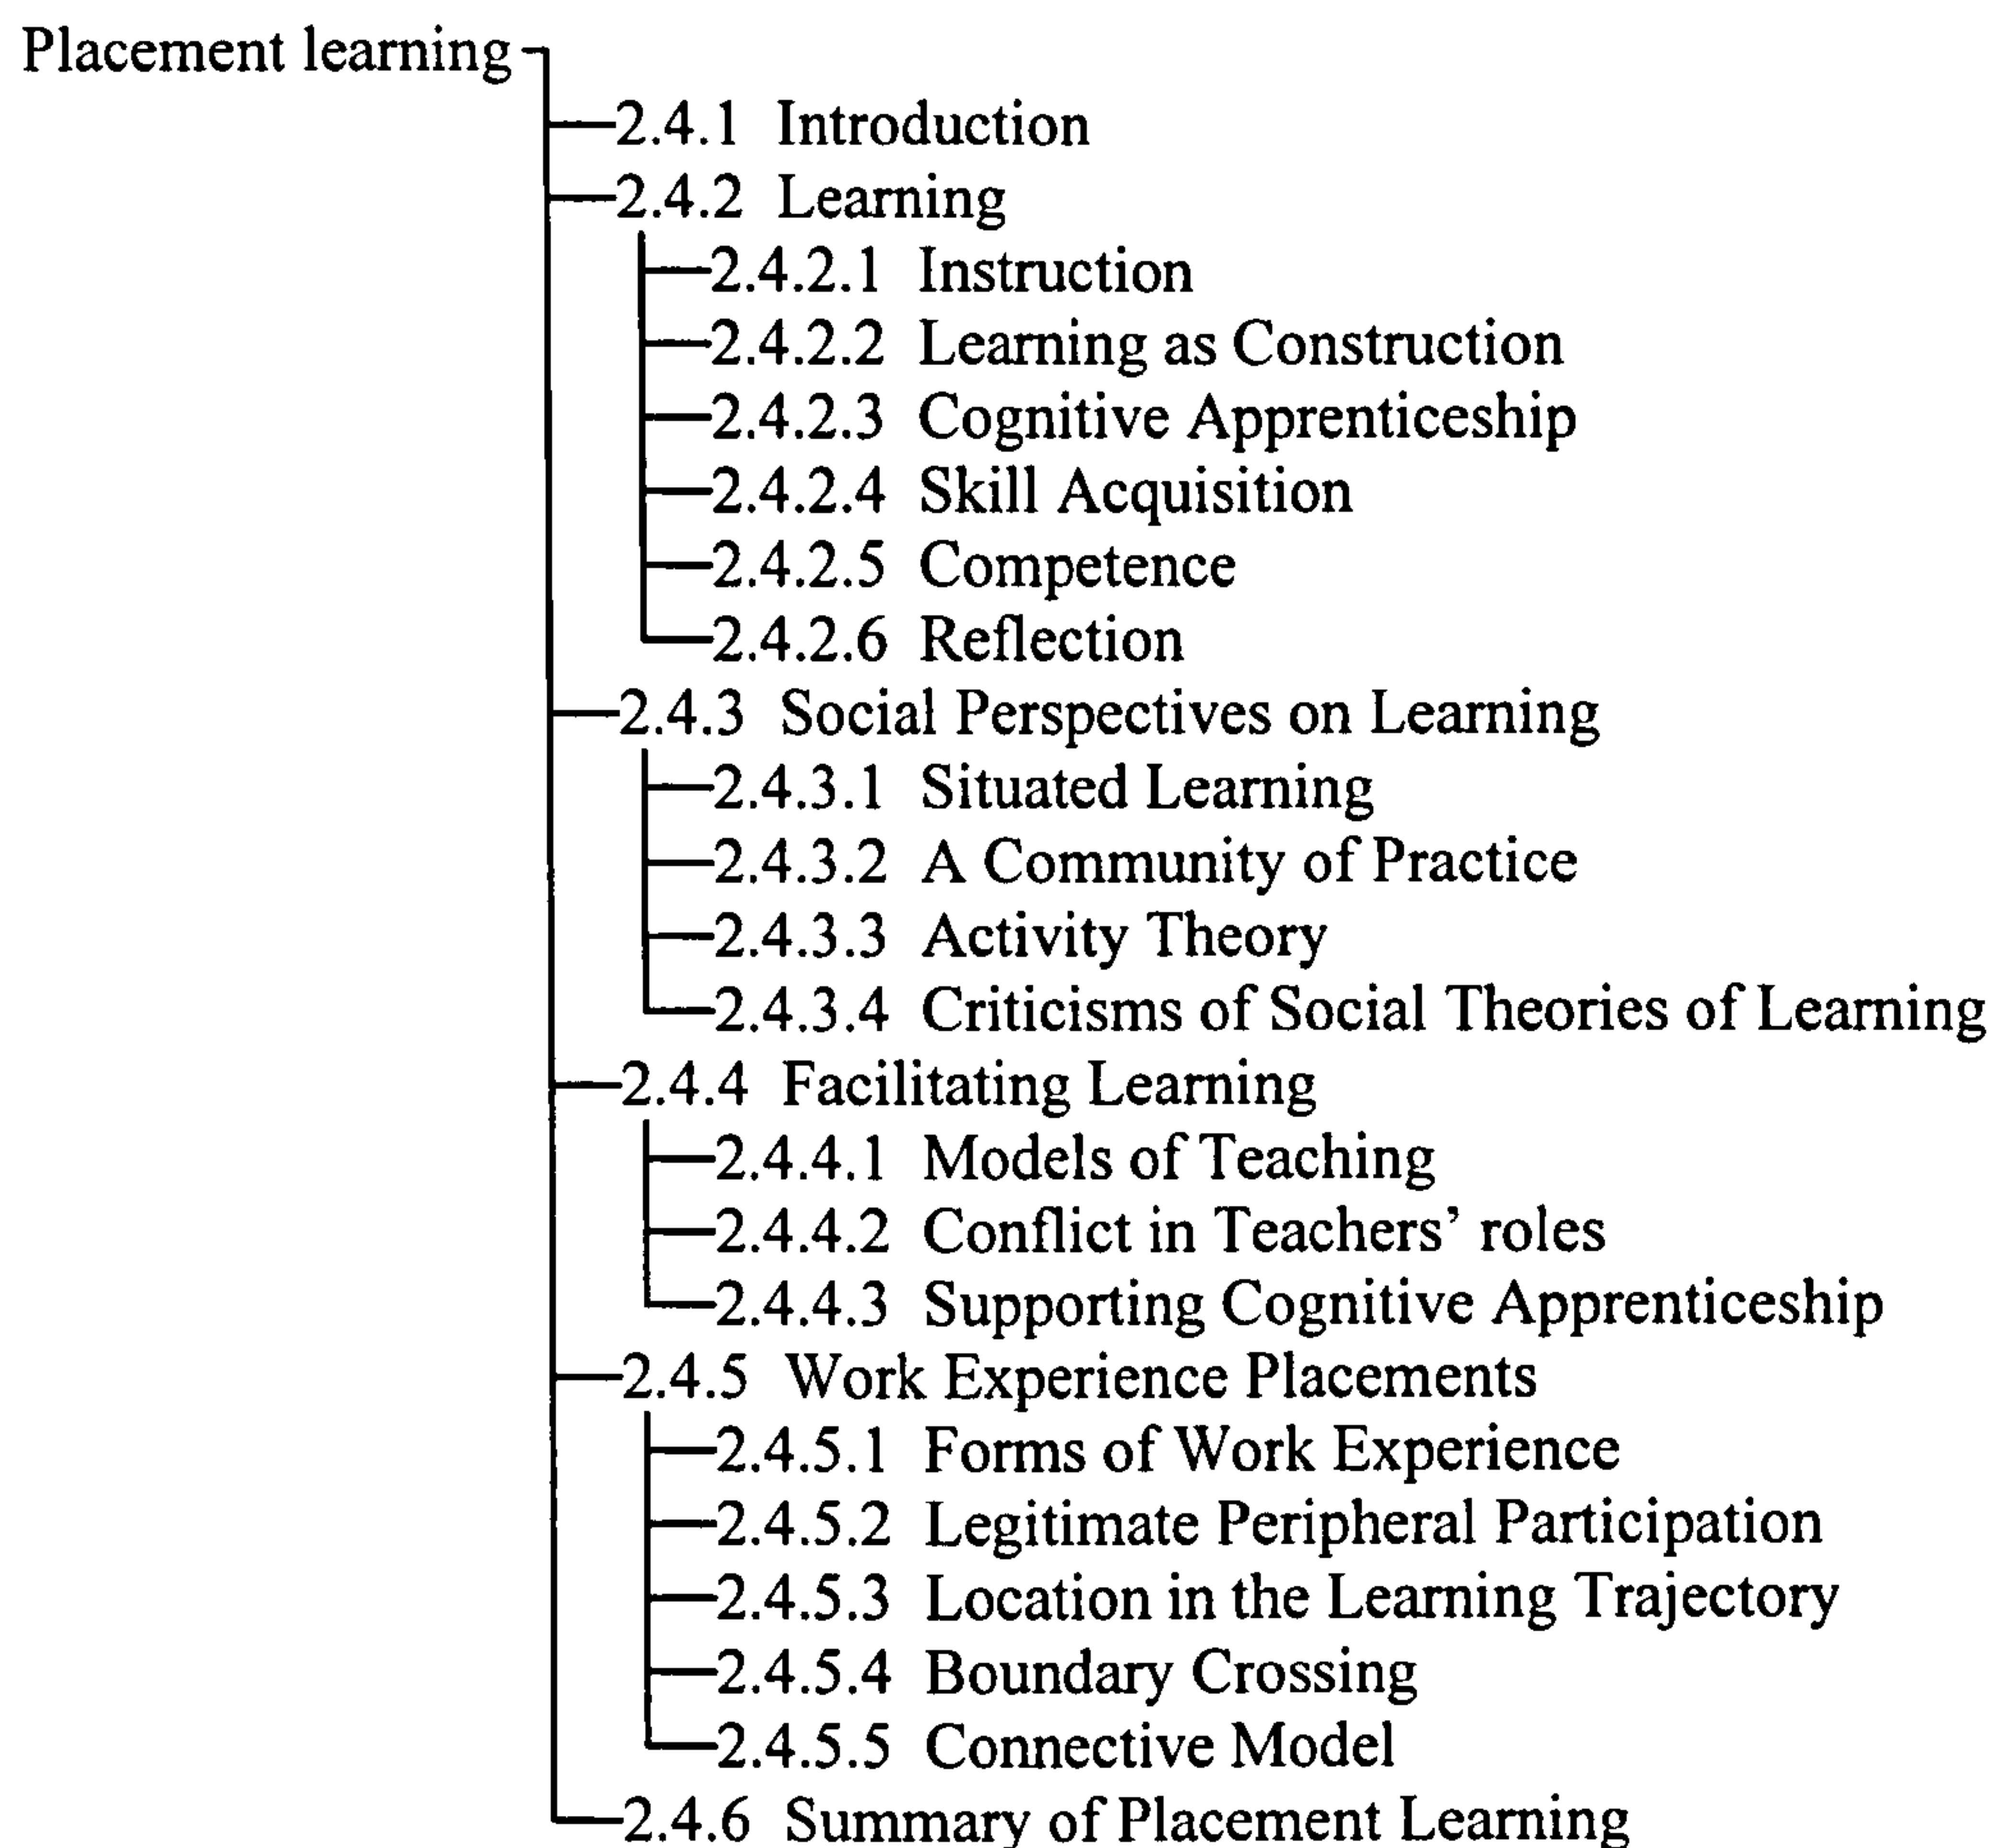 Placement learning
2.4.1 Introduction
2.4.2 Learning
2.4.2.1 Instruction
2.4.2.2 Learning as Construction
2.4.2.3 Cognitive Apprenticeship
2.4.2.4 Skill Acquisition
2.4.2.5 Competence
2.4.2.6 Reflection
2.4.3 Social Perspectives on Learning
2.4.3.1 Situated Learning
2.4.3.2 A Community of Practice
2.4.3.3 Activity Theory
2.4.3.4 Criticisms of Social Theories of Learning
2.4.4 Facilitating Learning
2.4.4.1 Models of Teaching
2.4.4.2 Conflict in Teachers’ roles
2.4.4.3 Supporting Cognitive Apprenticeship
2.4.5 Work Experience Placements
2.4.5.1 Forms of Work Experience
2.4.5.2 Legitimate Peripheral Participation
2.4.5.3 Location in the Learning Trajectory
2.4.5.4 Boundary Crossing
2.4.5.5 Connective Model
2.4.6 Summary of Placement Learning